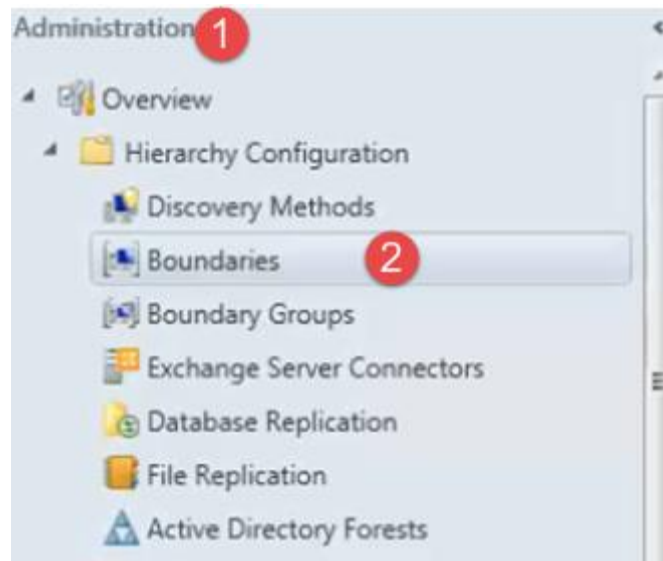 Administration 1
Overview
Hierarchy Configuration
Discovery Methods
Boundaries 2
Boundary Groups
Exchange Server Connectors
Database Replication
File Replication
Active Directory Forests